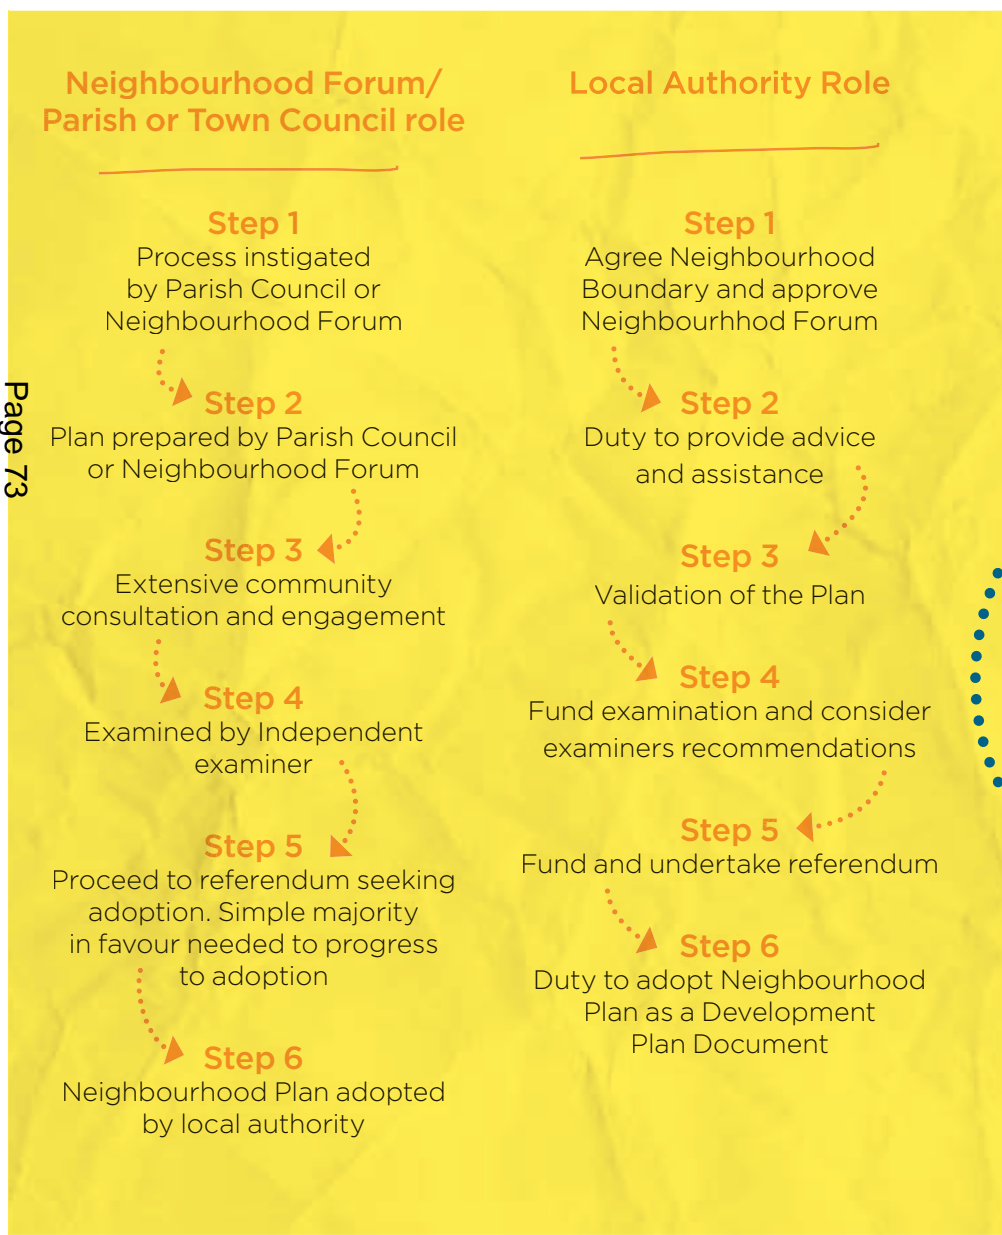 Neighbourhood Forum/
Parish or Town Council role
Step 1
Process instigated
by Parish Council or
Neighbourhood Forum
Step 2
Plan prepared by Parish Council
or Neighbourhood Forum
Step 3
Extensive community
consultation and engagement
Step 4
Examined by Independent
examiner
Step 5
Proceed to referendum seeking
adoption. Simple majority
in favour needed to progress
to adoption
Step 6
Neighbourhood Plan adopted
by local authority
Local Authority Role
Step 1
Agree Neighbourhood
Boundary and approve
Neighbourhhod Forum
Step 2
Duty to provide advice
and assistance
Step 3
Validation of the Plan
Step 4
Fund examination and consider
examiners recommendations
Step 5
Fund and undertake referendum
Step 6
Duty to adopt Neighbourhood
Plan as a Development
Plan Document
Page 73